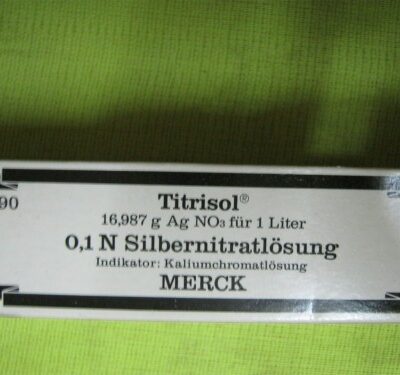 90
Titrisol®
16,987 g Ag NO₃ für 1 Liter
0,1 N Silbernitratlösung
Indikator: Kaliumchromatlösung
MERCK